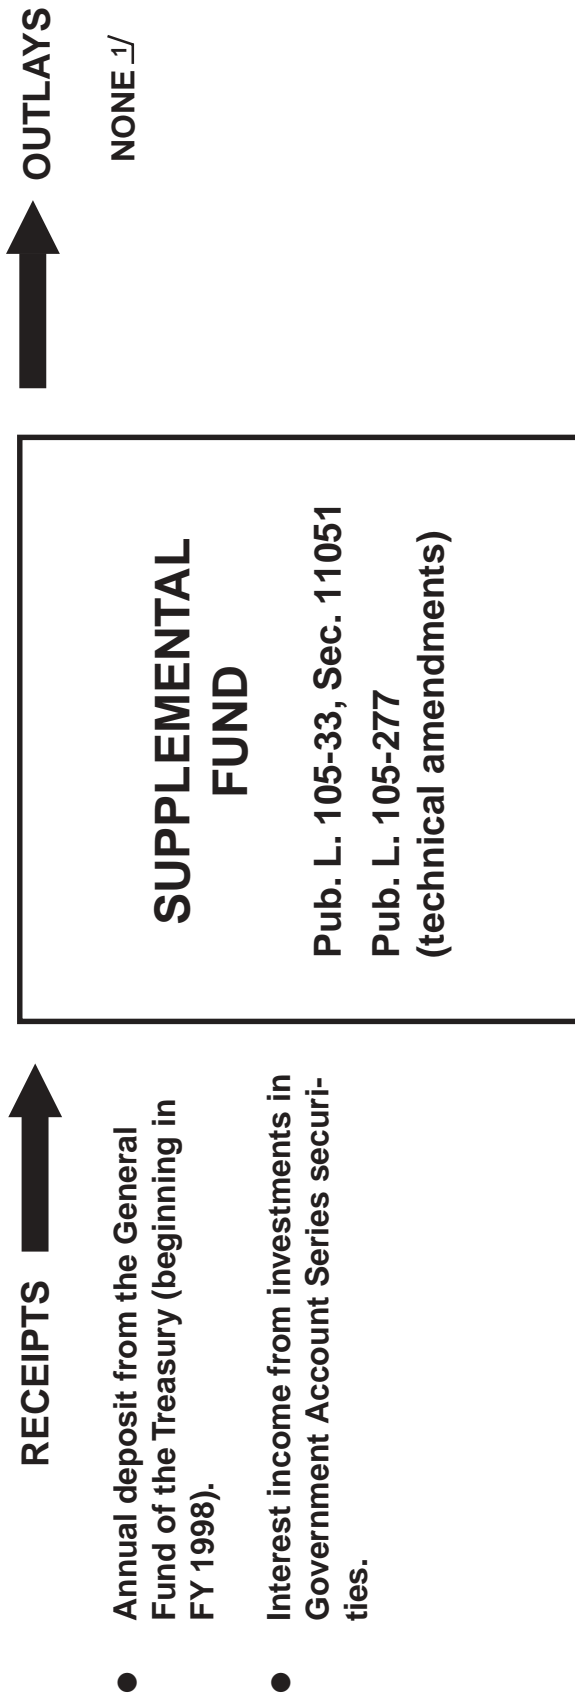 RECEIPTS
● Annual deposit from the General
Fund of the Treasury (beginning in
FY 1998).
● Interest income from investments in
Government Account Series securi-
ties.
SUPPLEMENTAL
FUND
Pub. L. 105-33, Sec. 11051
Pub. L. 105-277
(technical amendments)
OUTLAYS
NONE 1/